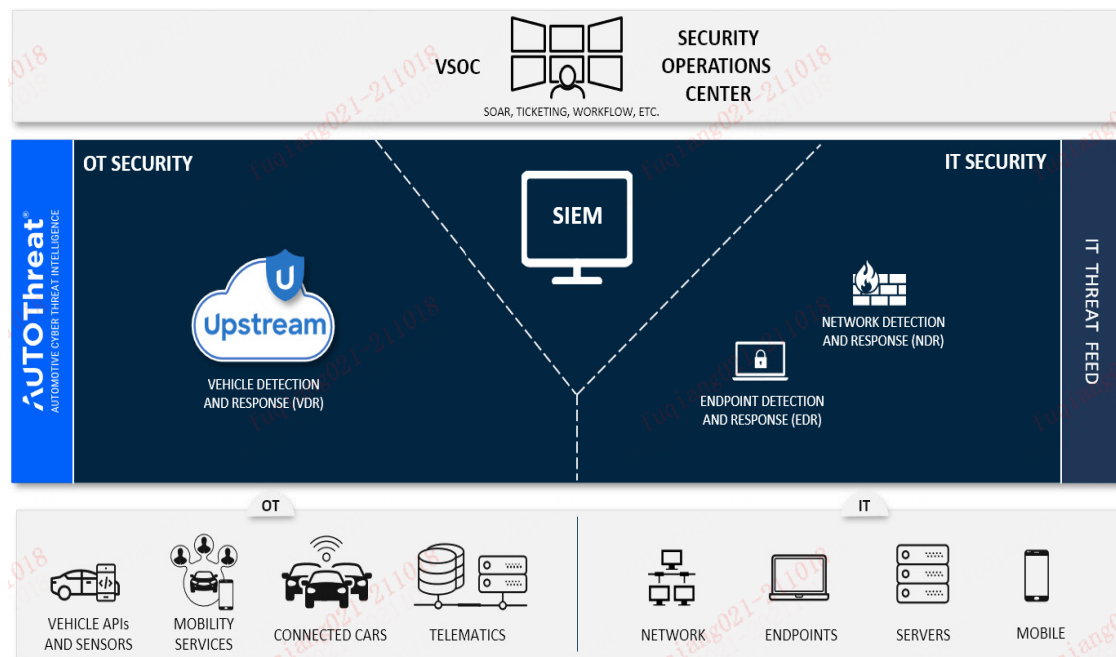 VSOC
SECURITY
OPERATIONS
CENTER
SOAR, TICKETING, WORKFLOW, ETC.
AUTOThreat®
AUTOMOTIVE CYBER THREAT INTELLIGENCE
OT SECURITY
SIEM
IT SECURITY
IT THREAT FEED
U
Upstream
VEHICLE DETECTION
AND RESPONSE (VDR)
NETWORK DETECTION
AND RESPONSE (NDR)
ENDPOINT DETECTION
AND RESPONSE (EDR)
OT
IT
</>
VEHICLE APIs
AND SENSORS
MOBILITY
SERVICES
CONNECTED CARS
TELEMATICS
NETWORK
ENDPOINTS
SERVERS
MOBILE
fuqiang021-211018